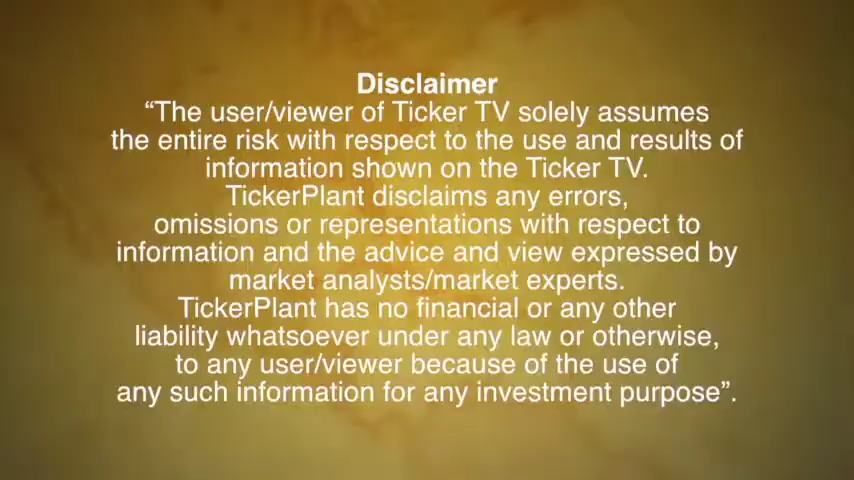 Disclaimer
“The user/viewer of Ticker TV solely assumes
the entire risk with respect to the use and results of
information shown on the Ticker TV.
TickerPlant disclaims any errors,
omissions or representations with respect to
information and the advice and view expressed by
market analysts/market experts.
TickerPlant has no financial or any other
liability whatsoever under any law or otherwise,
to any user/viewer because of the use of
any such information for any investment purpose”.